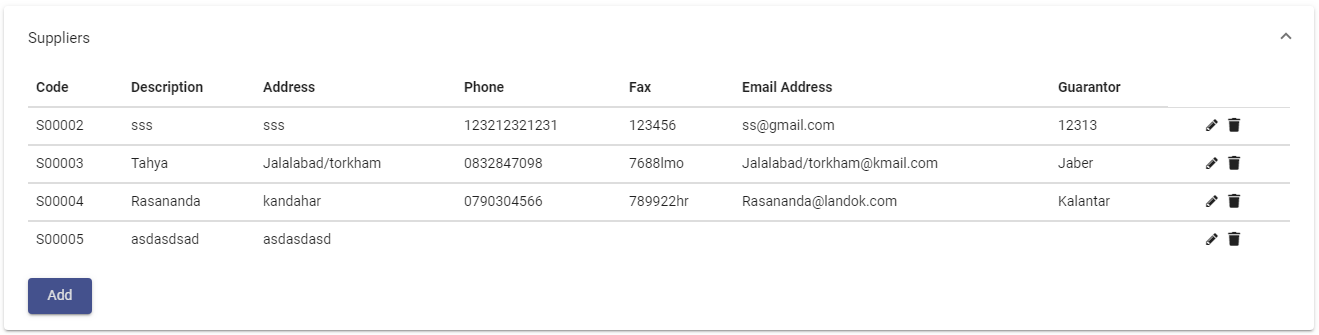 Suppliers
Code Description Address Phone Fax Email Address Guarantor
S00002 sss sss 123212321231 123456 ss@gmail.com 12313
S00003 Tahya Jalalabad/torkham 0832847098 7688lmo Jalalabad/torkham@kmail.com Jaber
S00004 Rasananda kandahar 0790304566 789922hr Rasananda@landok.com Kalantar
S00005 asdasdsad asdasdasd
Add